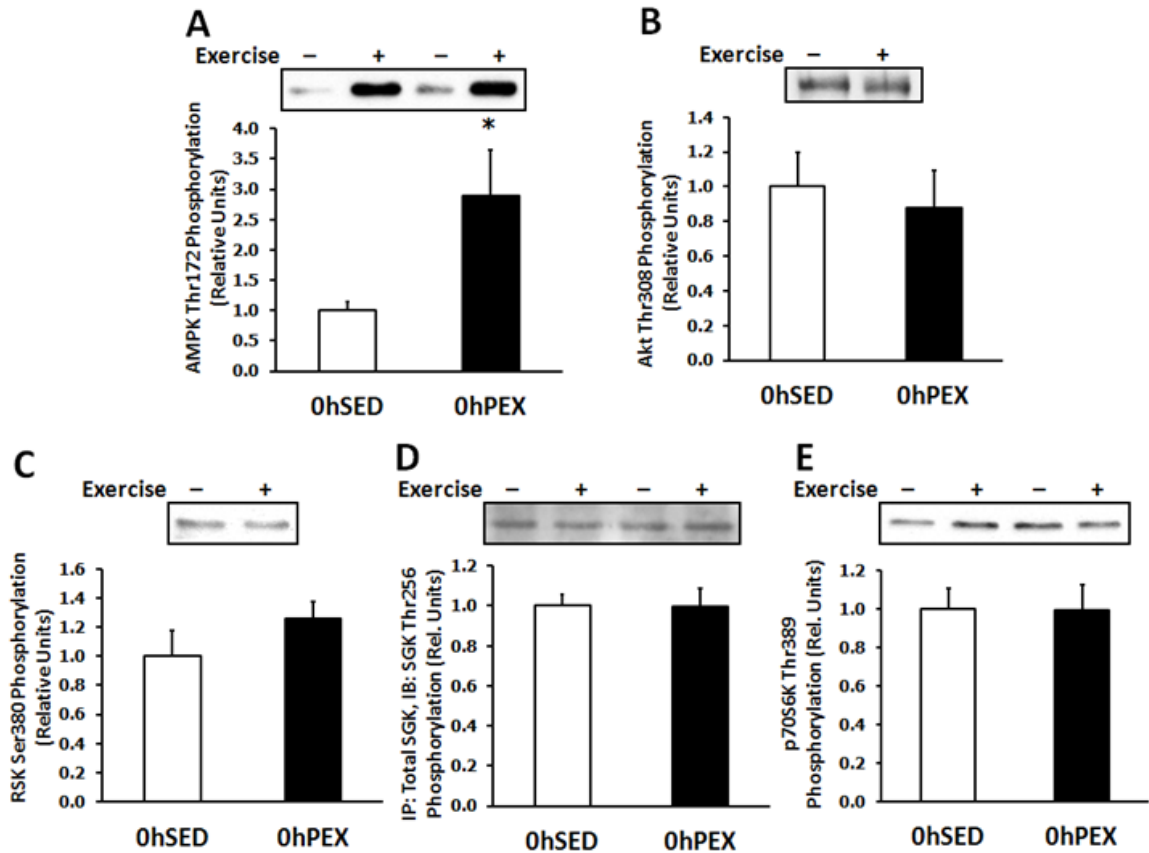 A
Exercise – + – +
AMPK Thr172 Phosphorylation
(Relative Units)
4.0
3.5
3.0
2.5
2.0
1.5
1.0
0.5
0.0
*
0hSED 0hPEX
B
Exercise – +
Akt Thr308 Phosphorylation
(Relative Units)
1.4
1.2
1.0
0.8
0.6
0.4
0.2
0.0
0hSED 0hPEX
C
Exercise – +
RSK Ser380 Phosphorylation
(Relative Units)
1.6
1.4
1.2
1.0
0.8
0.6
0.4
0.2
0.0
0hSED 0hPEX
D
Exercise – + – +
IP: Total SGK, IB: SGK Thr256
Phosphorylation (Rel. Units)
1.2
1.0
0.8
0.6
0.4
0.2
0.0
0hSED 0hPEX
E
Exercise – + – +
p70S6K Thr389
Phosphorylation (Rel. Units)
1.2
1.0
0.8
0.6
0.4
0.2
0.0
0hSED 0hPEX